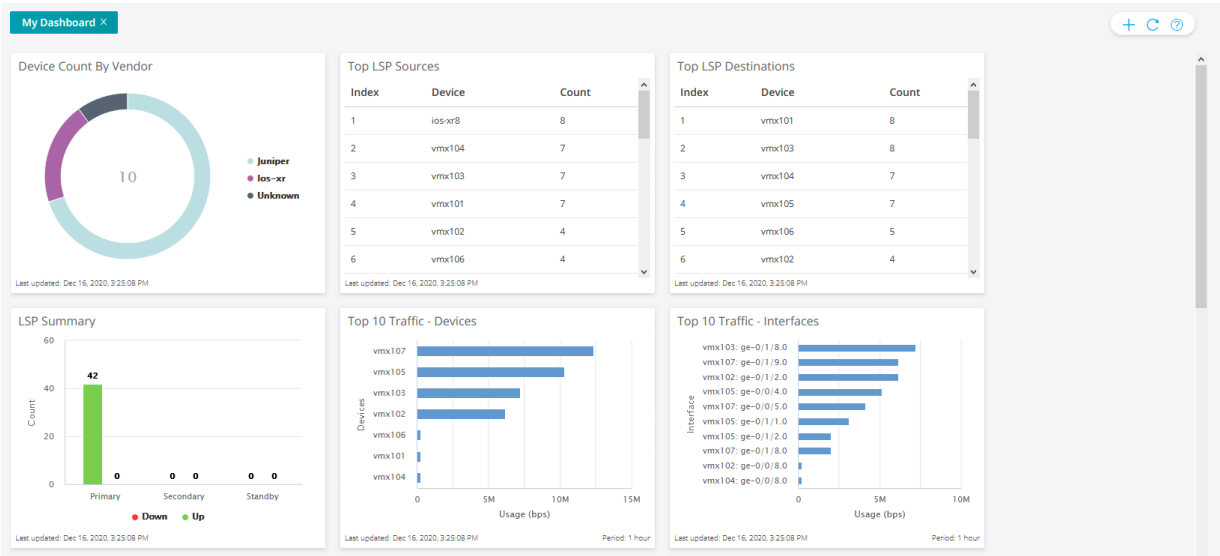 My Dashboard ×
Device Count By Vendor
10
Juniper
Ios-xr
Unknown
Last updated: Dec 16, 2020, 3:25:08 PM
Top LSP Sources
Index Device Count
1 ios-xr8 8
2 vmx104 7
3 vmx103 7
4 vmx101 7
5 vmx102 4
6 vmx106 4
Last updated: Dec 16, 2020, 3:25:08 PM
Top LSP Destinations
Index Device Count
1 vmx101 8
2 vmx103 8
3 vmx104 7
4 vmx105 7
5 vmx106 5
6 vmx102 4
Last updated: Dec 16, 2020, 3:25:08 PM
LSP Summary
60
40
20
0
Count
42
0 0 0 0 0
Primary Secondary Standby
Down Up
Last updated: Dec 16, 2020, 3:25:08 PM
Top 10 Traffic - Devices
Devices
vmx107
vmx105
vmx103
vmx102
vmx106
vmx101
vmx104
0 5M 10M 15M
Usage (bps)
Last updated: Dec 16, 2020, 3:25:08 PM Period: 1 hour
Top 10 Traffic - Interfaces
Interface
vmx103: ge-0/1/8.0
vmx107: ge-0/1/9.0
vmx102: ge-0/1/2.0
vmx105: ge-0/0/4.0
vmx107: ge-0/0/5.0
vmx105: ge-0/1/1.0
vmx105: ge-0/1/2.0
vmx107: ge-0/1/8.0
vmx102: ge-0/0/8.0
vmx104: ge-0/0/8.0
0 5M 10M
Usage (bps)
Last updated: Dec 16, 2020, 3:25:08 PM Period: 1 hour